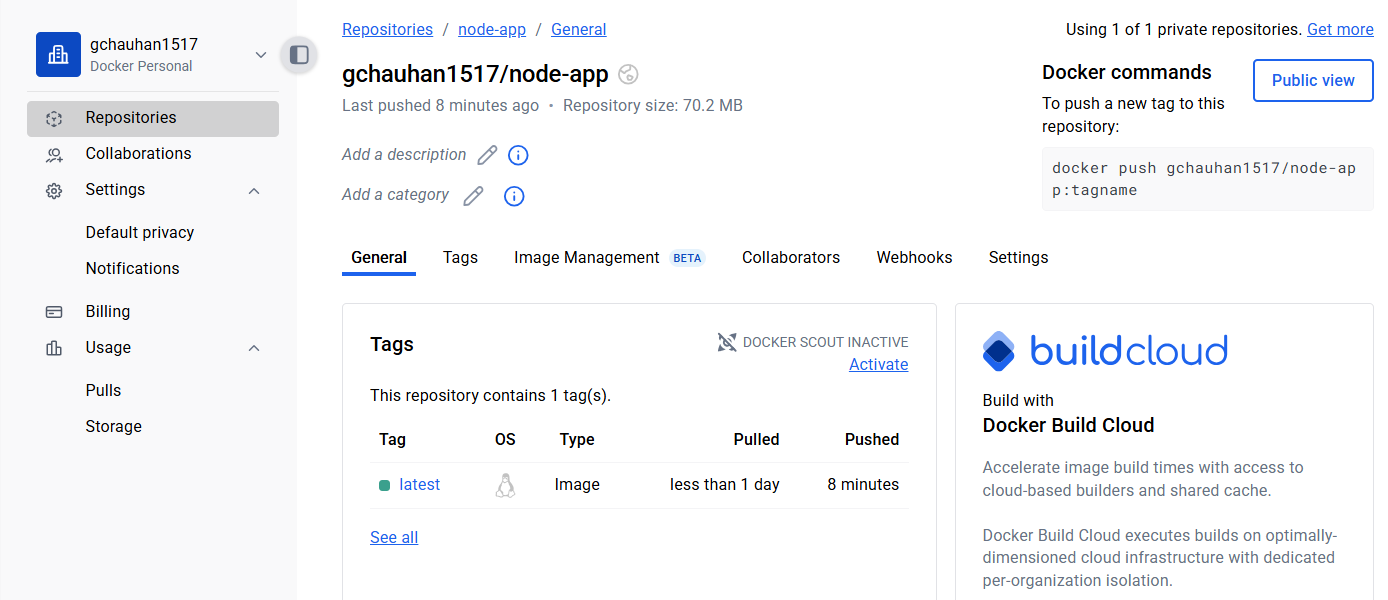 gchauhan1517
Docker Personal
Repositories
Collaborations
Settings
Default privacy
Notifications
Billing
Usage
Pulls
Storage
Repositories / node-app / General
Using 1 of 1 private repositories. Get more
gchauhan1517/node-app
Last pushed 8 minutes ago • Repository size: 70.2 MB
Add a description
Add a category
Docker commands
Public view
To push a new tag to this
repository:
docker push gchauhan1517/node-ap
p:tagname
General Tags Image Management BETA Collaborators Webhooks Settings
Tags
DOCKER SCOUT INACTIVE
Activate
This repository contains 1 tag(s).
Tag OS Type Pulled Pushed
latest Image less than 1 day 8 minutes
See all
buildcloud
Build with
Docker Build Cloud
Accelerate image build times with access to
cloud-based builders and shared cache.
Docker Build Cloud executes builds on optimally-
dimensioned cloud infrastructure with dedicated
per-organization isolation.